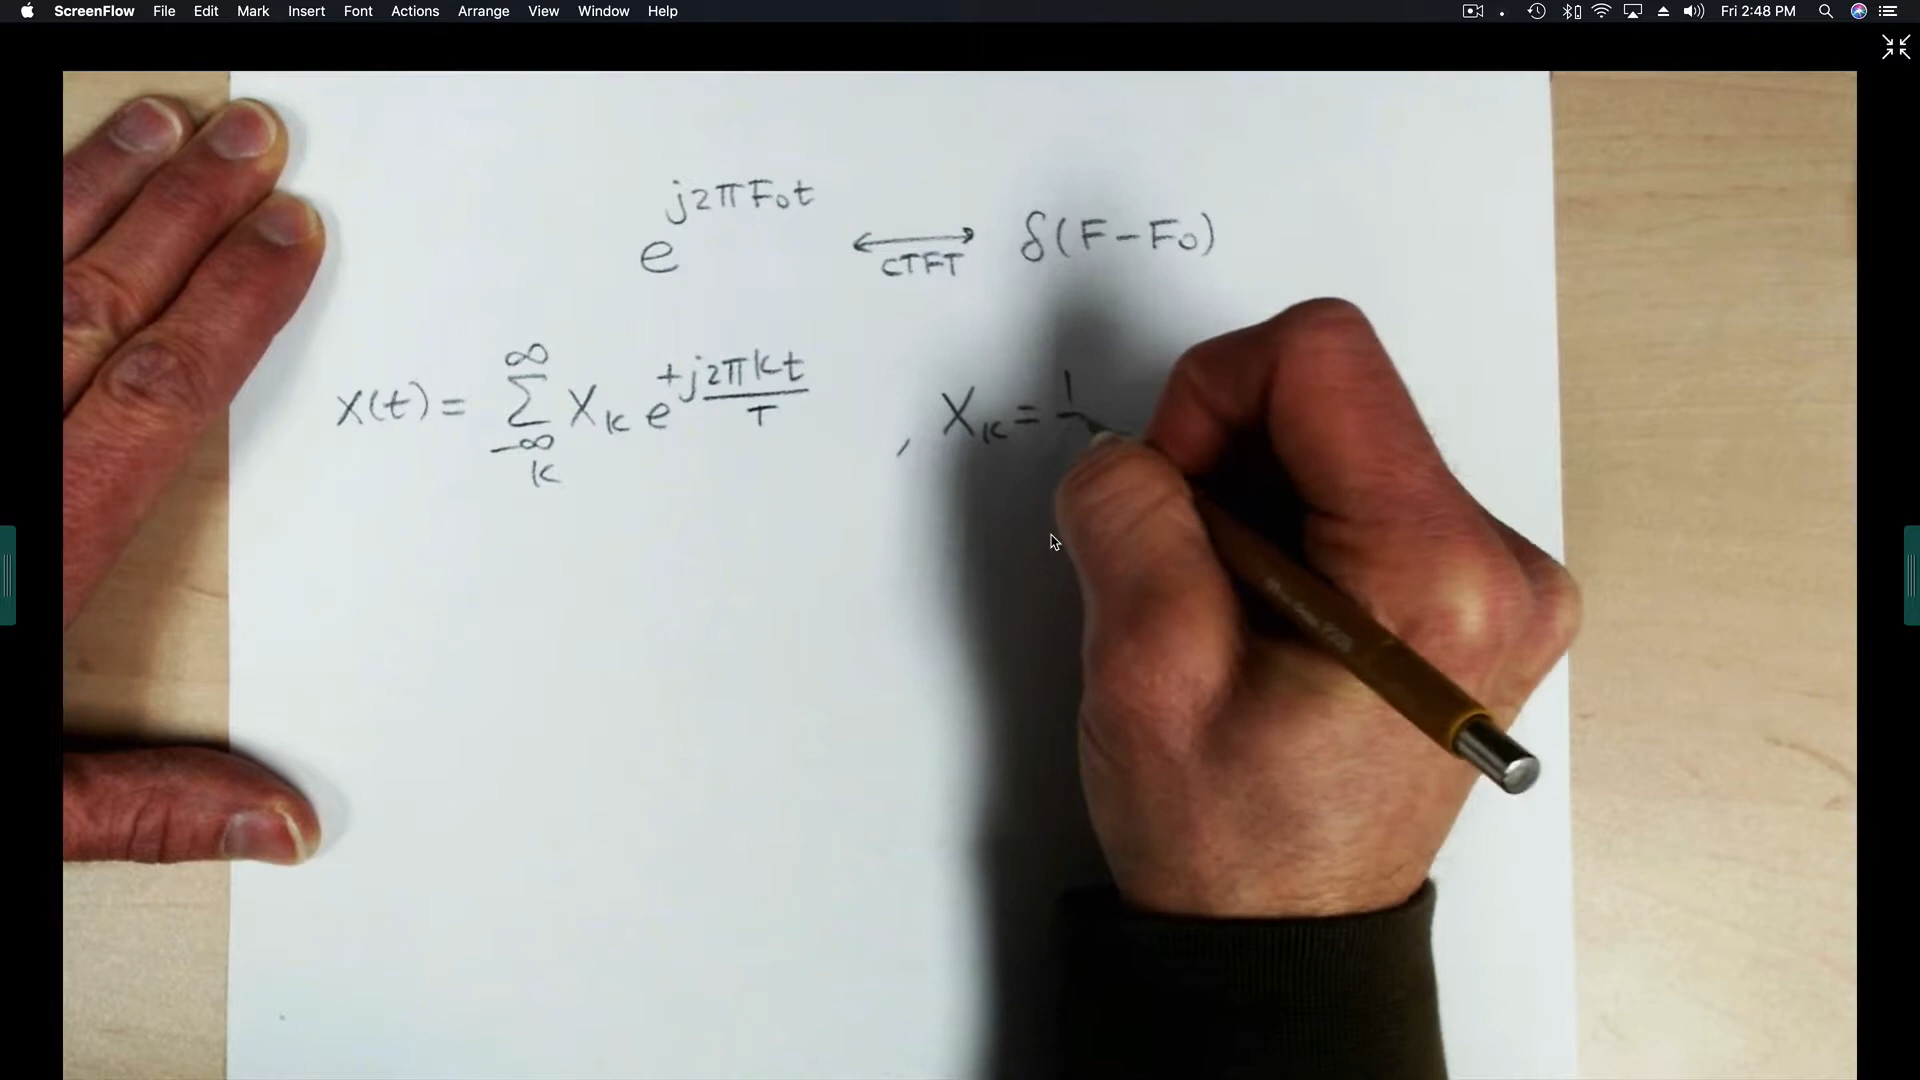 ScreenFlow File Edit Mark Insert Font Actions Arrange View Window Help Fri 2:48 PM
e^{j2πF₀t} ⟷ δ(F-F₀)
CTFT
x(t) = ∑_{-∞ k}^{∞} X_k e^{+j2πkt/T} , X_k = 1